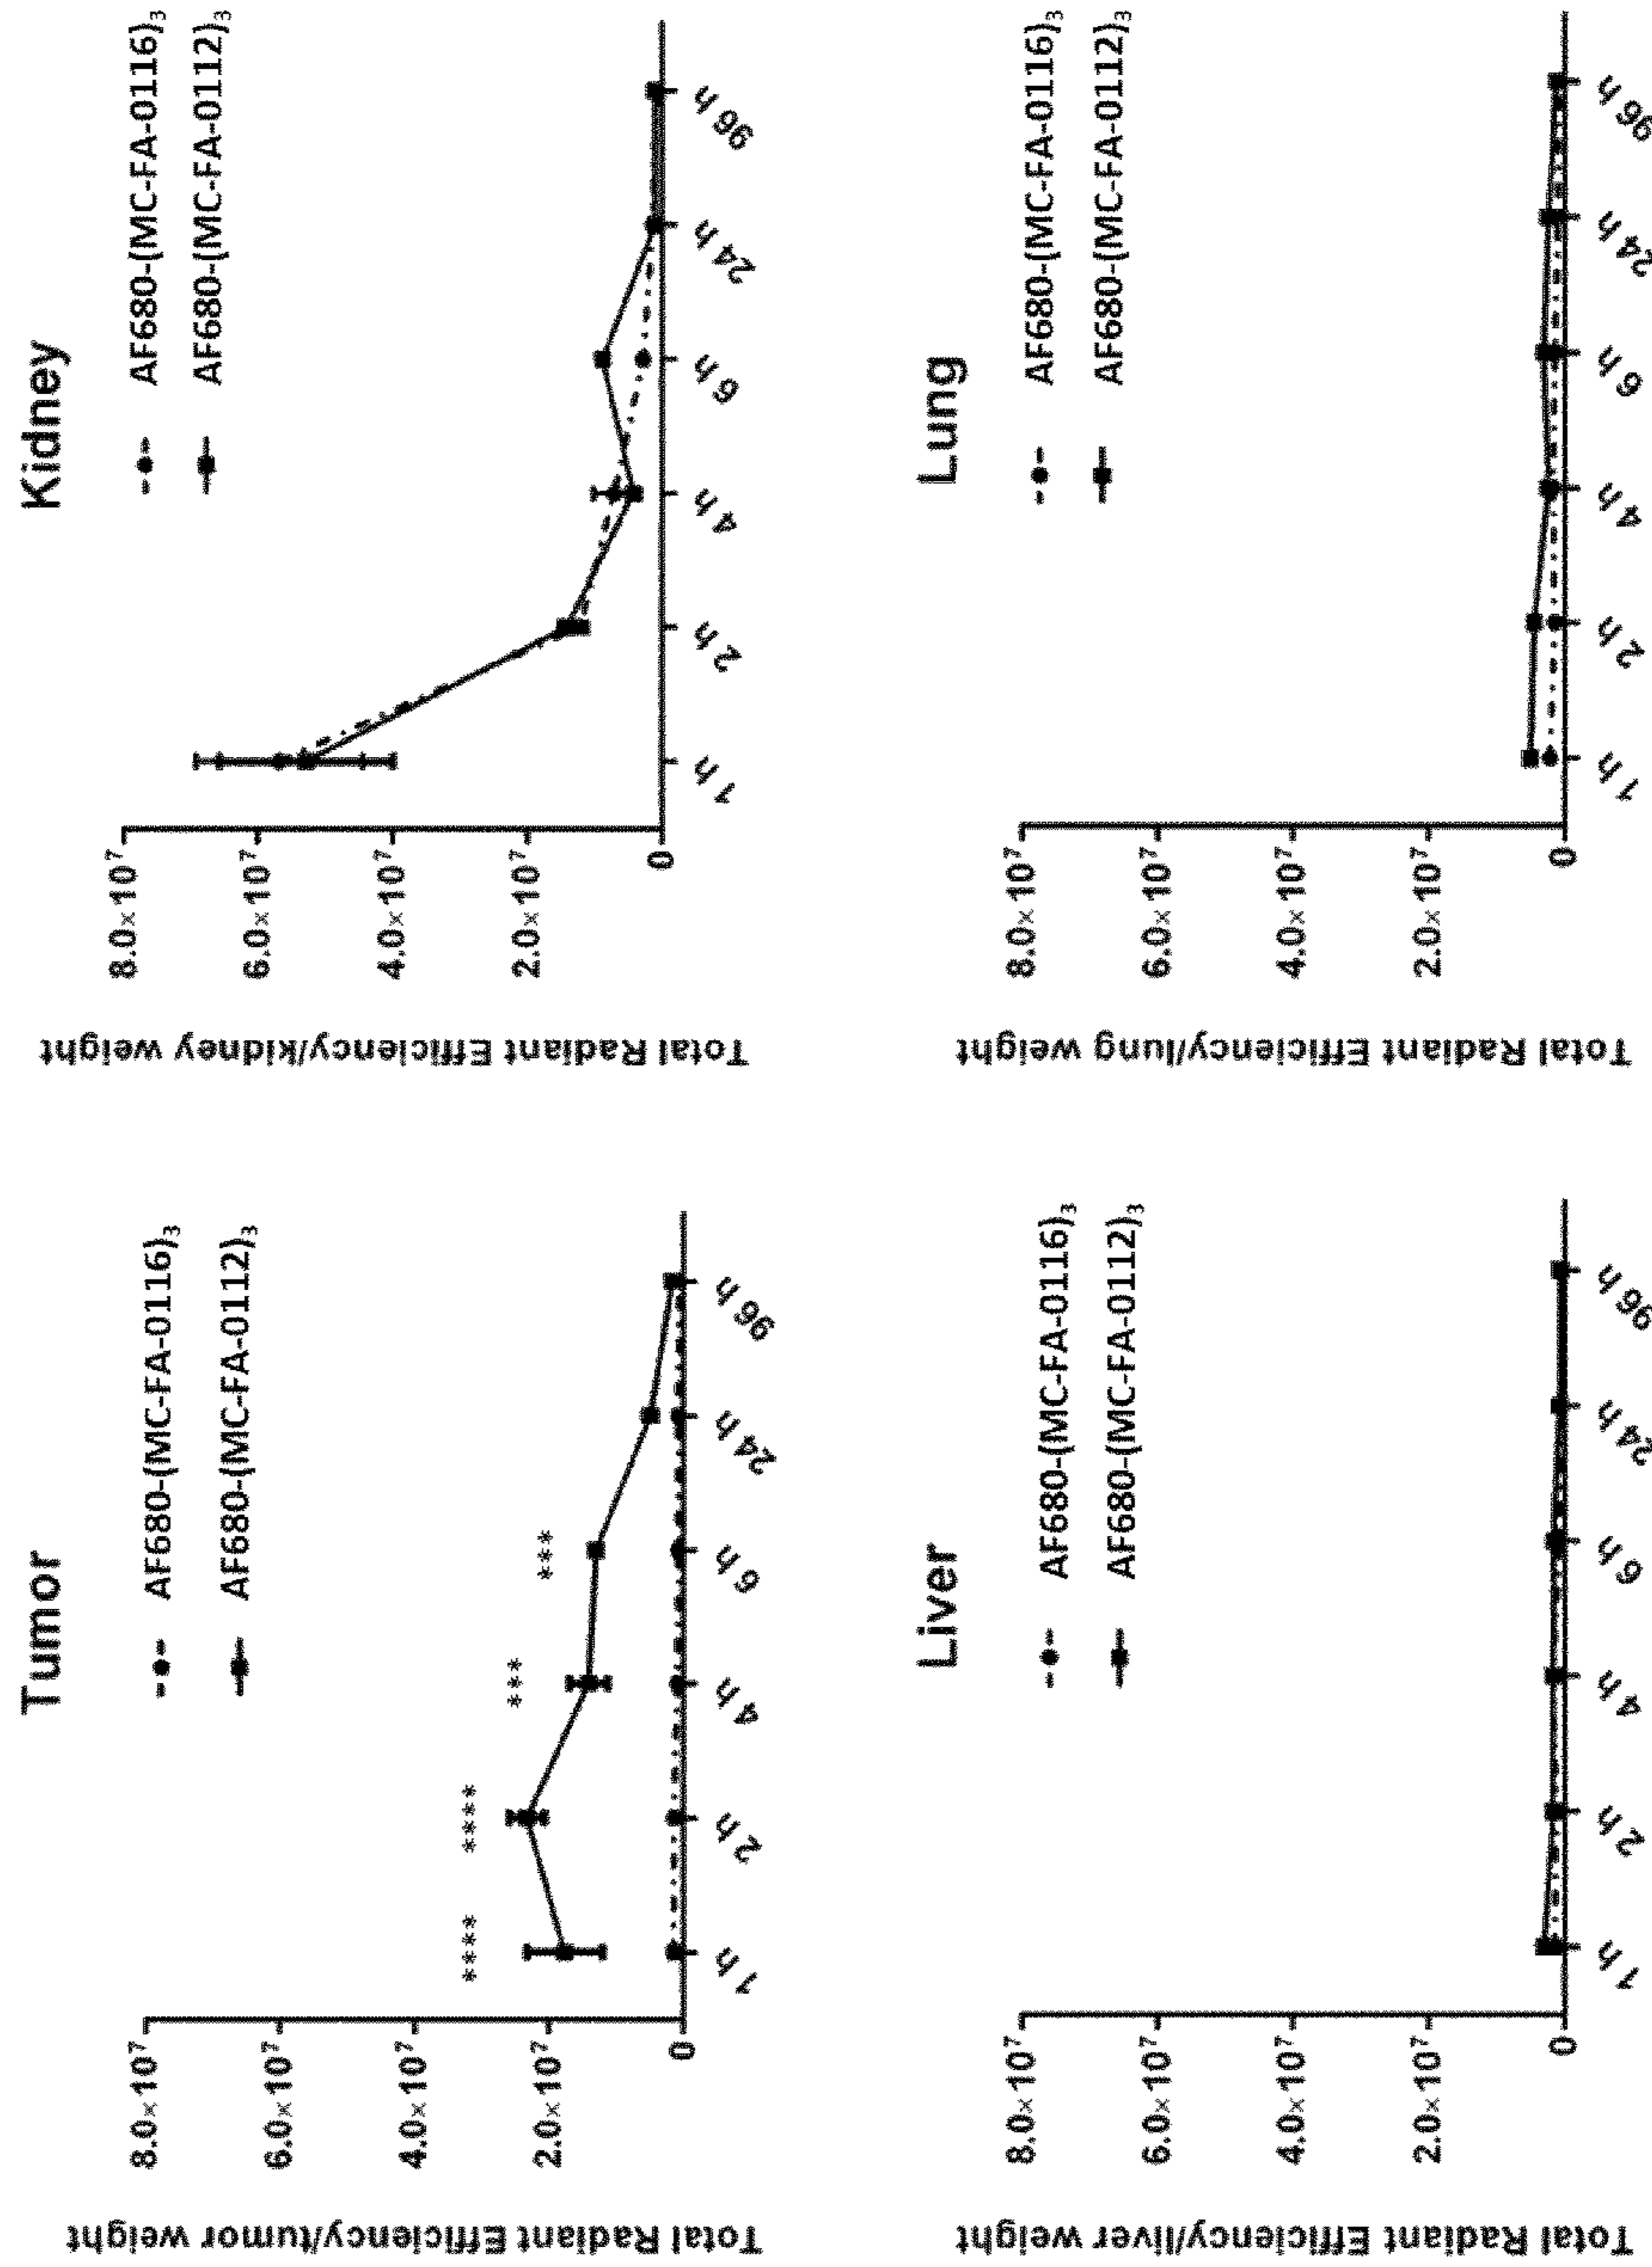 Tumor
AF680-(MC-FA-0116)₃
AF680-(MC-FA-0112)₃
Total Radiant Efficiency/tumor weight
8.0×10⁷
6.0×10⁷
4.0×10⁷
2.0×10⁷
0
****
****
***
***
1 h
2 h
4 h
6 h
24 h
96 h
Kidney
AF680-(MC-FA-0116)₃
AF680-(MC-FA-0112)₃
Total Radiant Efficiency/kidney weight
8.0×10⁷
6.0×10⁷
4.0×10⁷
2.0×10⁷
0
1 h
2 h
4 h
6 h
24 h
96 h
Liver
AF680-(MC-FA-0116)₃
AF680-(MC-FA-0112)₃
Total Radiant Efficiency/liver weight
8.0×10⁷
6.0×10⁷
4.0×10⁷
2.0×10⁷
0
1 h
2 h
4 h
6 h
24 h
96 h
Lung
AF680-(MC-FA-0116)₃
AF680-(MC-FA-0112)₃
Total Radiant Efficiency/lung weight
8.0×10⁷
6.0×10⁷
4.0×10⁷
2.0×10⁷
0
1 h
2 h
4 h
6 h
24 h
96 h